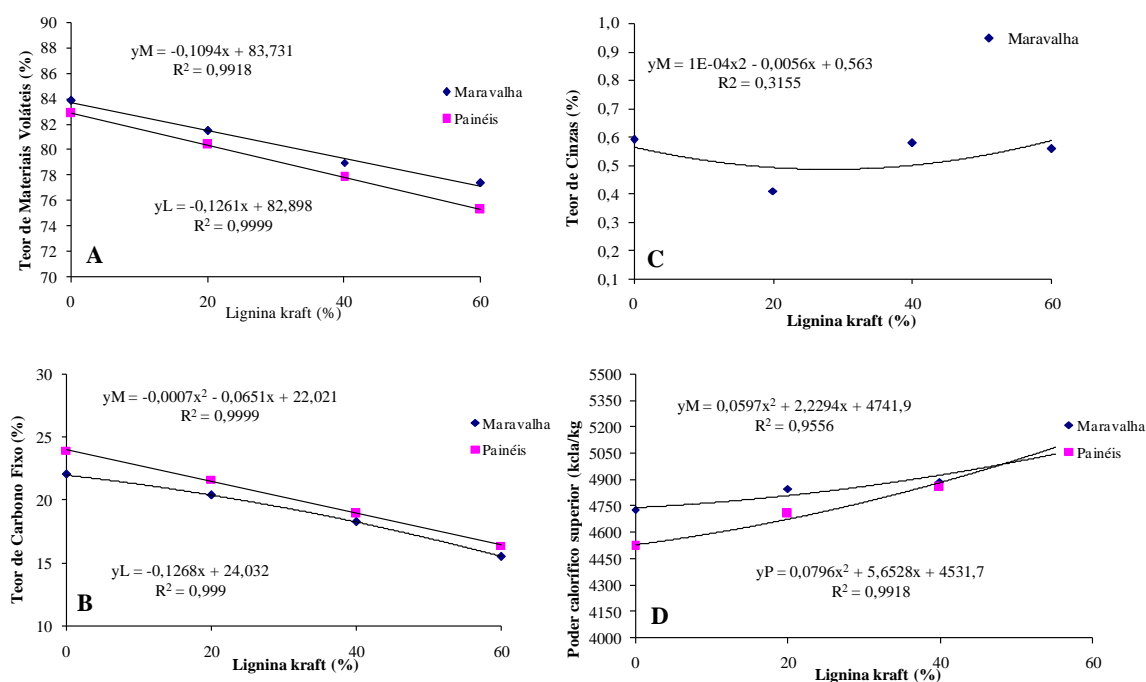 90
88
86
84
82
80
78
76
74
72
70
Teor de Materiais Voláteis (%)
yM = -0,1094x + 83,731
R² = 0,9918
Maravalha
Painéis
yL = -0,1261x + 82,898
R² = 0,9999
A
0 20 40 60
Lignina kraft (%)
1,0
0,9
0,8
0,7
0,6
0,5
0,4
0,3
0,2
0,1
Teor de Cinzas (%)
Maravalha
yM = 1E-04x2 - 0,0056x + 0,563
R2 = 0,3155
C
0 20 40 60
Lignina kraft (%)
30
25
20
15
10
Teor de Carbono Fixo (%)
yM = -0,0007x² - 0,0651x + 22,021
R² = 0,9999
Maravalha
Painéis
yL = -0,1268x + 24,032
R² = 0,999
B
0 20 40 60
Lignina kraft (%)
5500
5350
5200
5050
4900
4750
4600
4450
4300
4150
4000
Poder calorífico superior (kcla/kg
yM = 0,0597x² + 2,2294x + 4741,9
R² = 0,9556
Maravalha
Painéis
yP = 0,0796x² + 5,6528x + 4531,7
R² = 0,9918
D
0 20 40 60
Lignina kraft (%)